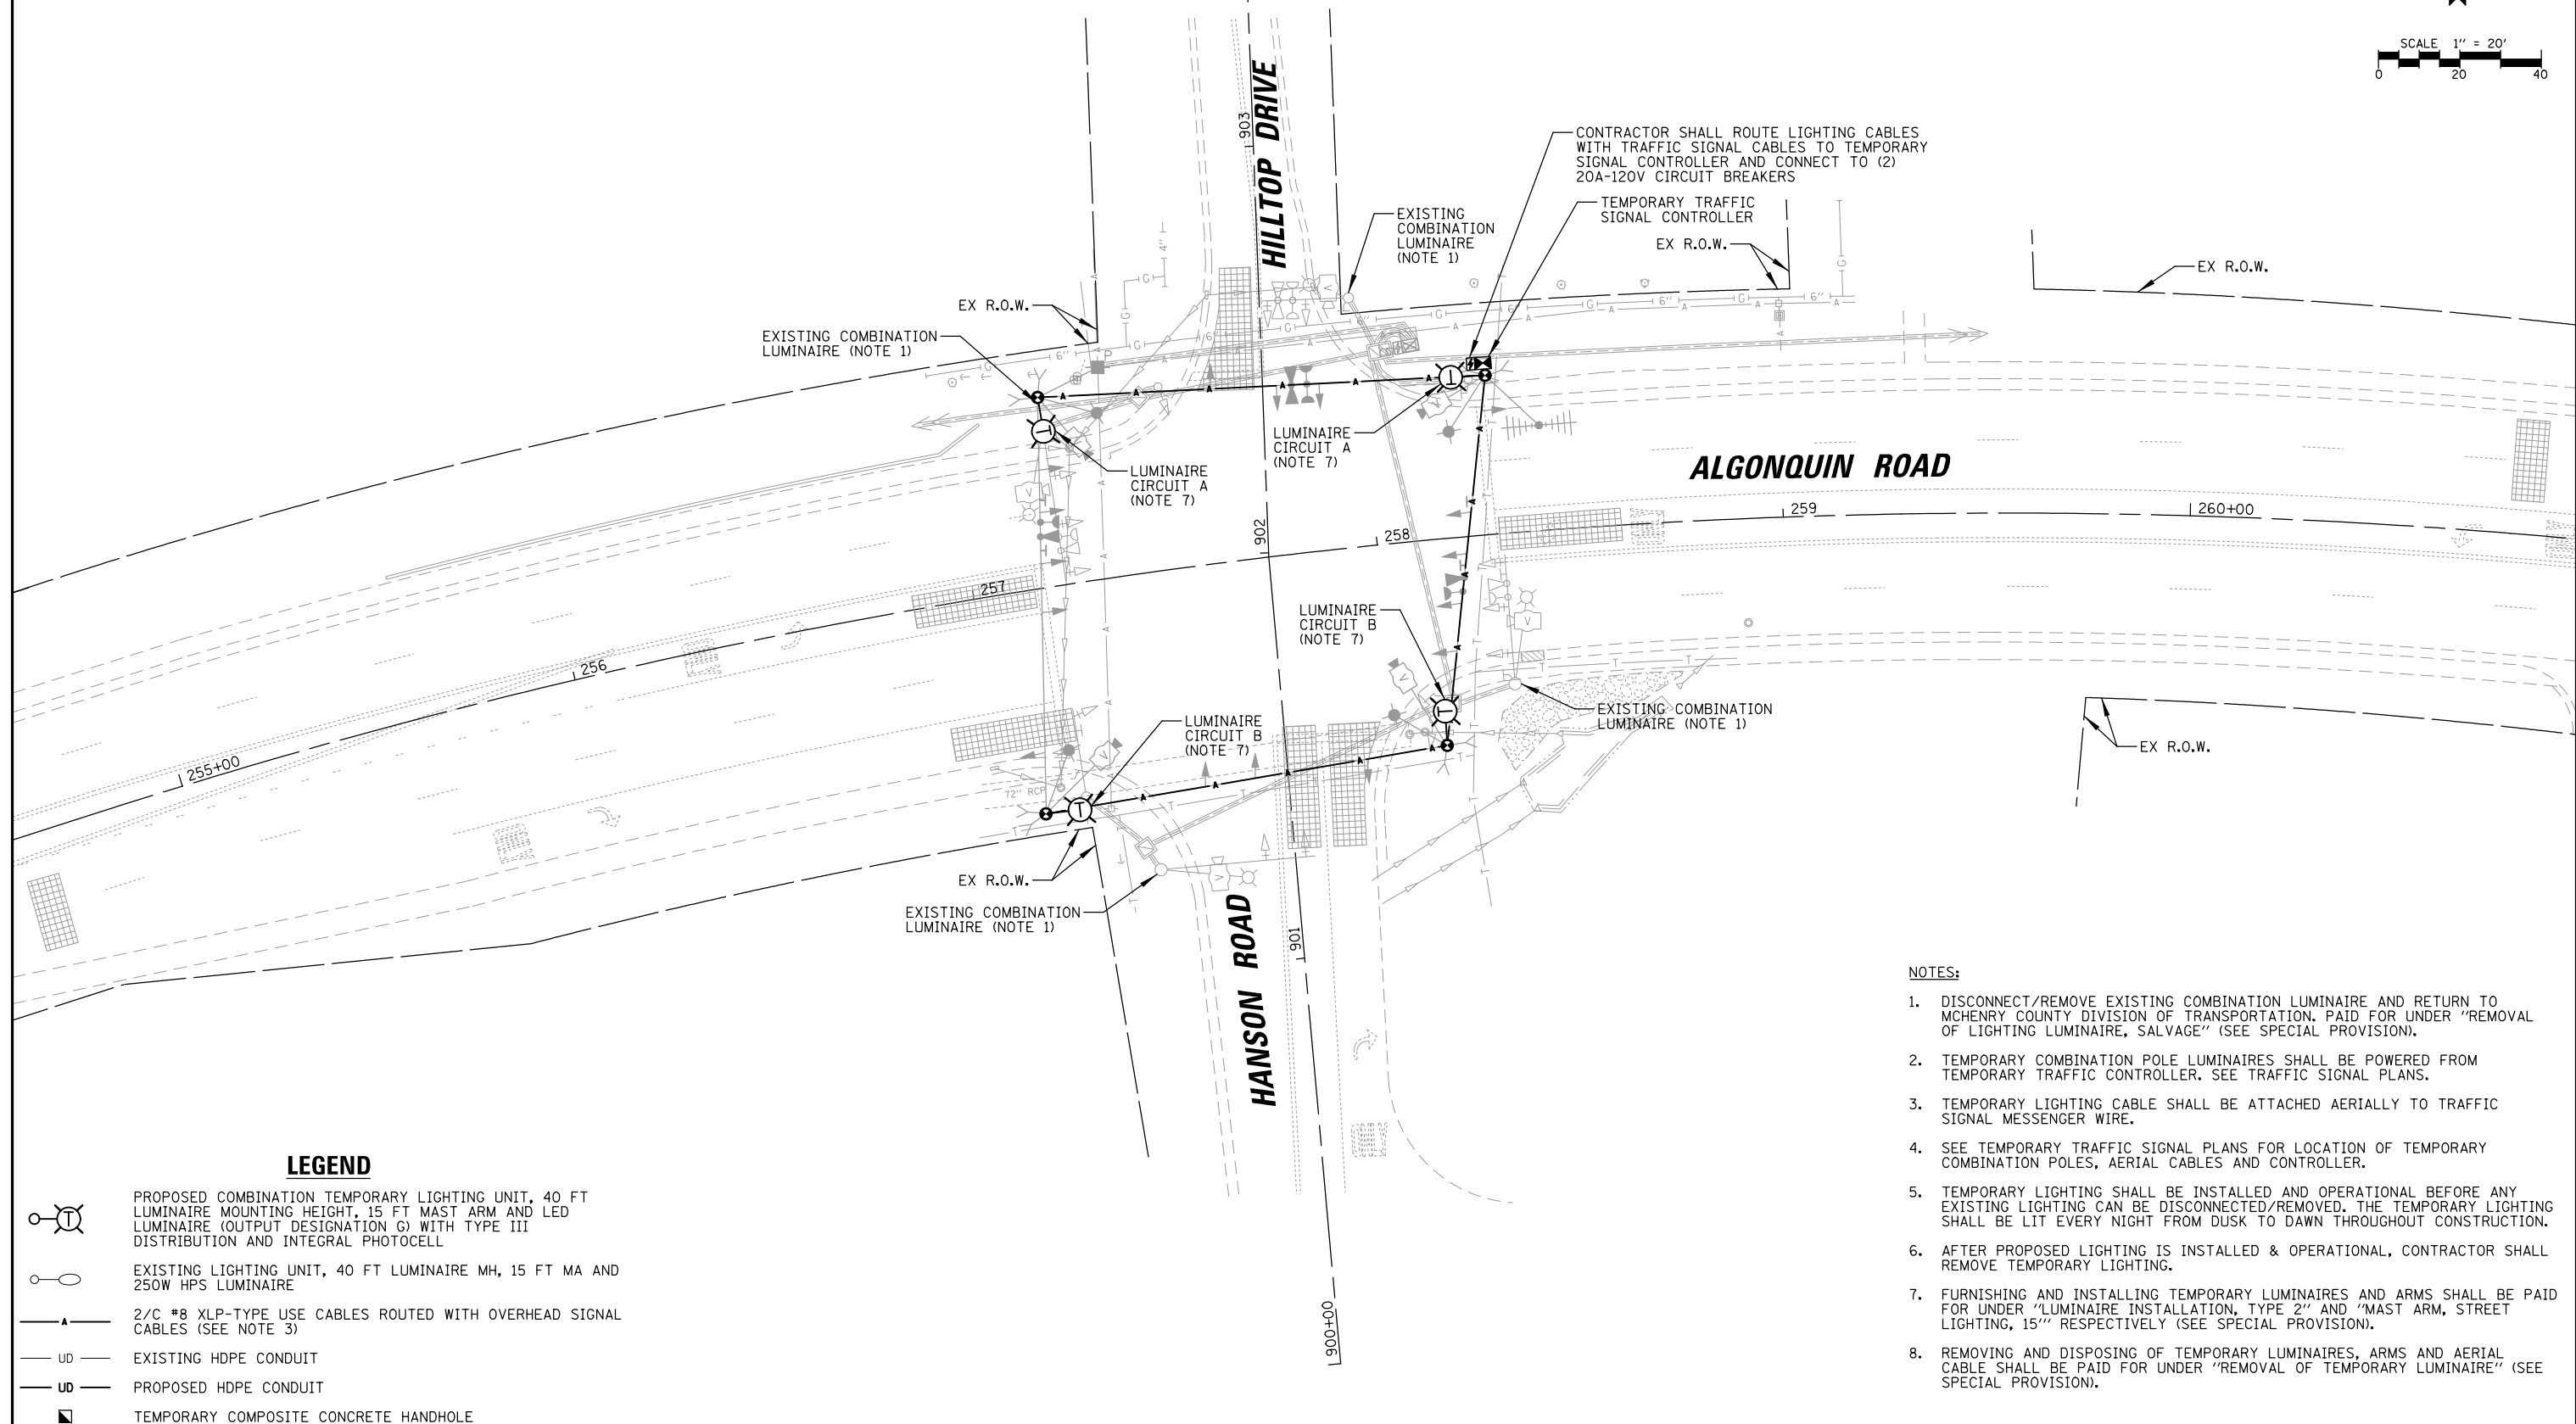 SCALE 1" = 20'
0 20 40
HILLTOP DRIVE
903
CONTRACTOR SHALL ROUTE LIGHTING CABLES
WITH TRAFFIC SIGNAL CABLES TO TEMPORARY
SIGNAL CONTROLLER AND CONNECT TO (2)
20A-120V CIRCUIT BREAKERS
TEMPORARY TRAFFIC
SIGNAL CONTROLLER
EX R.O.W.
EXISTING
COMBINATION
LUMINAIRE
(NOTE 1)
EX R.O.W.
EX R.O.W.
EXISTING COMBINATION
LUMINAIRE (NOTE 1)
LUMINAIRE
CIRCUIT A
(NOTE 7)
LUMINAIRE
CIRCUIT A
(NOTE 7)
ALGONQUIN ROAD
902
257
258
259
260+00
256
255+00
LUMINAIRE
CIRCUIT B
(NOTE 7)
LUMINAIRE
CIRCUIT B
(NOTE 7)
EXISTING COMBINATION
LUMINAIRE (NOTE 1)
EX R.O.W.
72" RCP
EX R.O.W.
EXISTING COMBINATION
LUMINAIRE (NOTE 1)
HANSON ROAD
901
900+00
NOTES:
1. DISCONNECT/REMOVE EXISTING COMBINATION LUMINAIRE AND RETURN TO
MCHENRY COUNTY DIVISION OF TRANSPORTATION. PAID FOR UNDER "REMOVAL
OF LIGHTING LUMINAIRE, SALVAGE" (SEE SPECIAL PROVISION).
2. TEMPORARY COMBINATION POLE LUMINAIRES SHALL BE POWERED FROM
TEMPORARY TRAFFIC CONTROLLER. SEE TRAFFIC SIGNAL PLANS.
3. TEMPORARY LIGHTING CABLE SHALL BE ATTACHED AERIALLY TO TRAFFIC
SIGNAL MESSENGER WIRE.
4. SEE TEMPORARY TRAFFIC SIGNAL PLANS FOR LOCATION OF TEMPORARY
COMBINATION POLES, AERIAL CABLES AND CONTROLLER.
5. TEMPORARY LIGHTING SHALL BE INSTALLED AND OPERATIONAL BEFORE ANY
EXISTING LIGHTING CAN BE DISCONNECTED/REMOVED. THE TEMPORARY LIGHTING
SHALL BE LIT EVERY NIGHT FROM DUSK TO DAWN THROUGHOUT CONSTRUCTION.
6. AFTER PROPOSED LIGHTING IS INSTALLED & OPERATIONAL, CONTRACTOR SHALL
REMOVE TEMPORARY LIGHTING.
7. FURNISHING AND INSTALLING TEMPORARY LUMINAIRES AND ARMS SHALL BE PAID
FOR UNDER "LUMINAIRE INSTALLATION, TYPE 2" AND "MAST ARM, STREET
LIGHTING, 15'" RESPECTIVELY (SEE SPECIAL PROVISION).
8. REMOVING AND DISPOSING OF TEMPORARY LUMINAIRES, ARMS AND AERIAL
CABLE SHALL BE PAID FOR UNDER "REMOVAL OF TEMPORARY LUMINAIRE" (SEE
SPECIAL PROVISION).
LEGEND
PROPOSED COMBINATION TEMPORARY LIGHTING UNIT, 40 FT
LUMINAIRE MOUNTING HEIGHT, 15 FT MAST ARM AND LED
LUMINAIRE (OUTPUT DESIGNATION G) WITH TYPE III
DISTRIBUTION AND INTEGRAL PHOTOCELL
EXISTING LIGHTING UNIT, 40 FT LUMINAIRE MH, 15 FT MA AND
250W HPS LUMINAIRE
A 2/C #8 XLP-TYPE USE CABLES ROUTED WITH OVERHEAD SIGNAL
CABLES (SEE NOTE 3)
UD EXISTING HDPE CONDUIT
UD PROPOSED HDPE CONDUIT
TEMPORARY COMPOSITE CONCRETE HANDHOLE